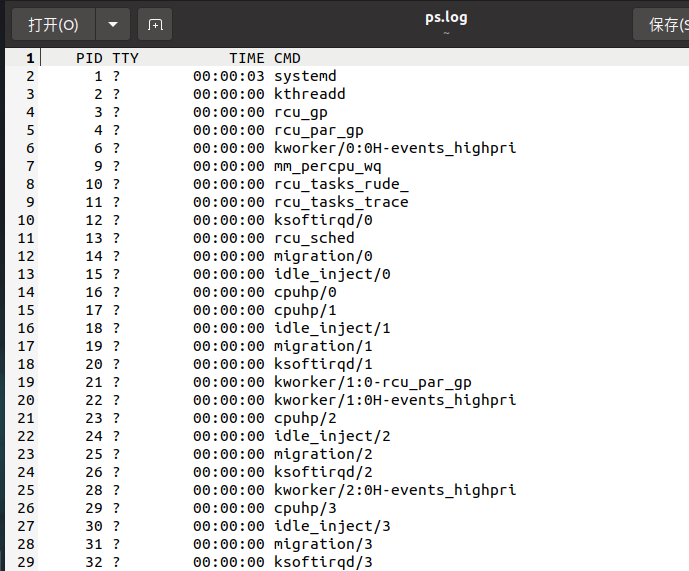 打开(O)
ps.log
~
保存(S
1 PID TTY TIME CMD
2 1 ? 00:00:03 systemd
3 2 ? 00:00:00 kthreadd
4 3 ? 00:00:00 rcu_gp
5 4 ? 00:00:00 rcu_par_gp
6 6 ? 00:00:00 kworker/0:0H-events_highpri
7 9 ? 00:00:00 mm_percpu_wq
8 10 ? 00:00:00 rcu_tasks_rude_
9 11 ? 00:00:00 rcu_tasks_trace
10 12 ? 00:00:00 ksoftirqd/0
11 13 ? 00:00:00 rcu_sched
12 14 ? 00:00:00 migration/0
13 15 ? 00:00:00 idle_inject/0
14 16 ? 00:00:00 cpuhp/0
15 17 ? 00:00:00 cpuhp/1
16 18 ? 00:00:00 idle_inject/1
17 19 ? 00:00:00 migration/1
18 20 ? 00:00:00 ksoftirqd/1
19 21 ? 00:00:00 kworker/1:0-rcu_par_gp
20 22 ? 00:00:00 kworker/1:0H-events_highpri
21 23 ? 00:00:00 cpuhp/2
22 24 ? 00:00:00 idle_inject/2
23 25 ? 00:00:00 migration/2
24 26 ? 00:00:00 ksoftirqd/2
25 28 ? 00:00:00 kworker/2:0H-events_highpri
26 29 ? 00:00:00 cpuhp/3
27 30 ? 00:00:00 idle_inject/3
28 31 ? 00:00:00 migration/3
29 32 ? 00:00:00 ksoftirqd/3